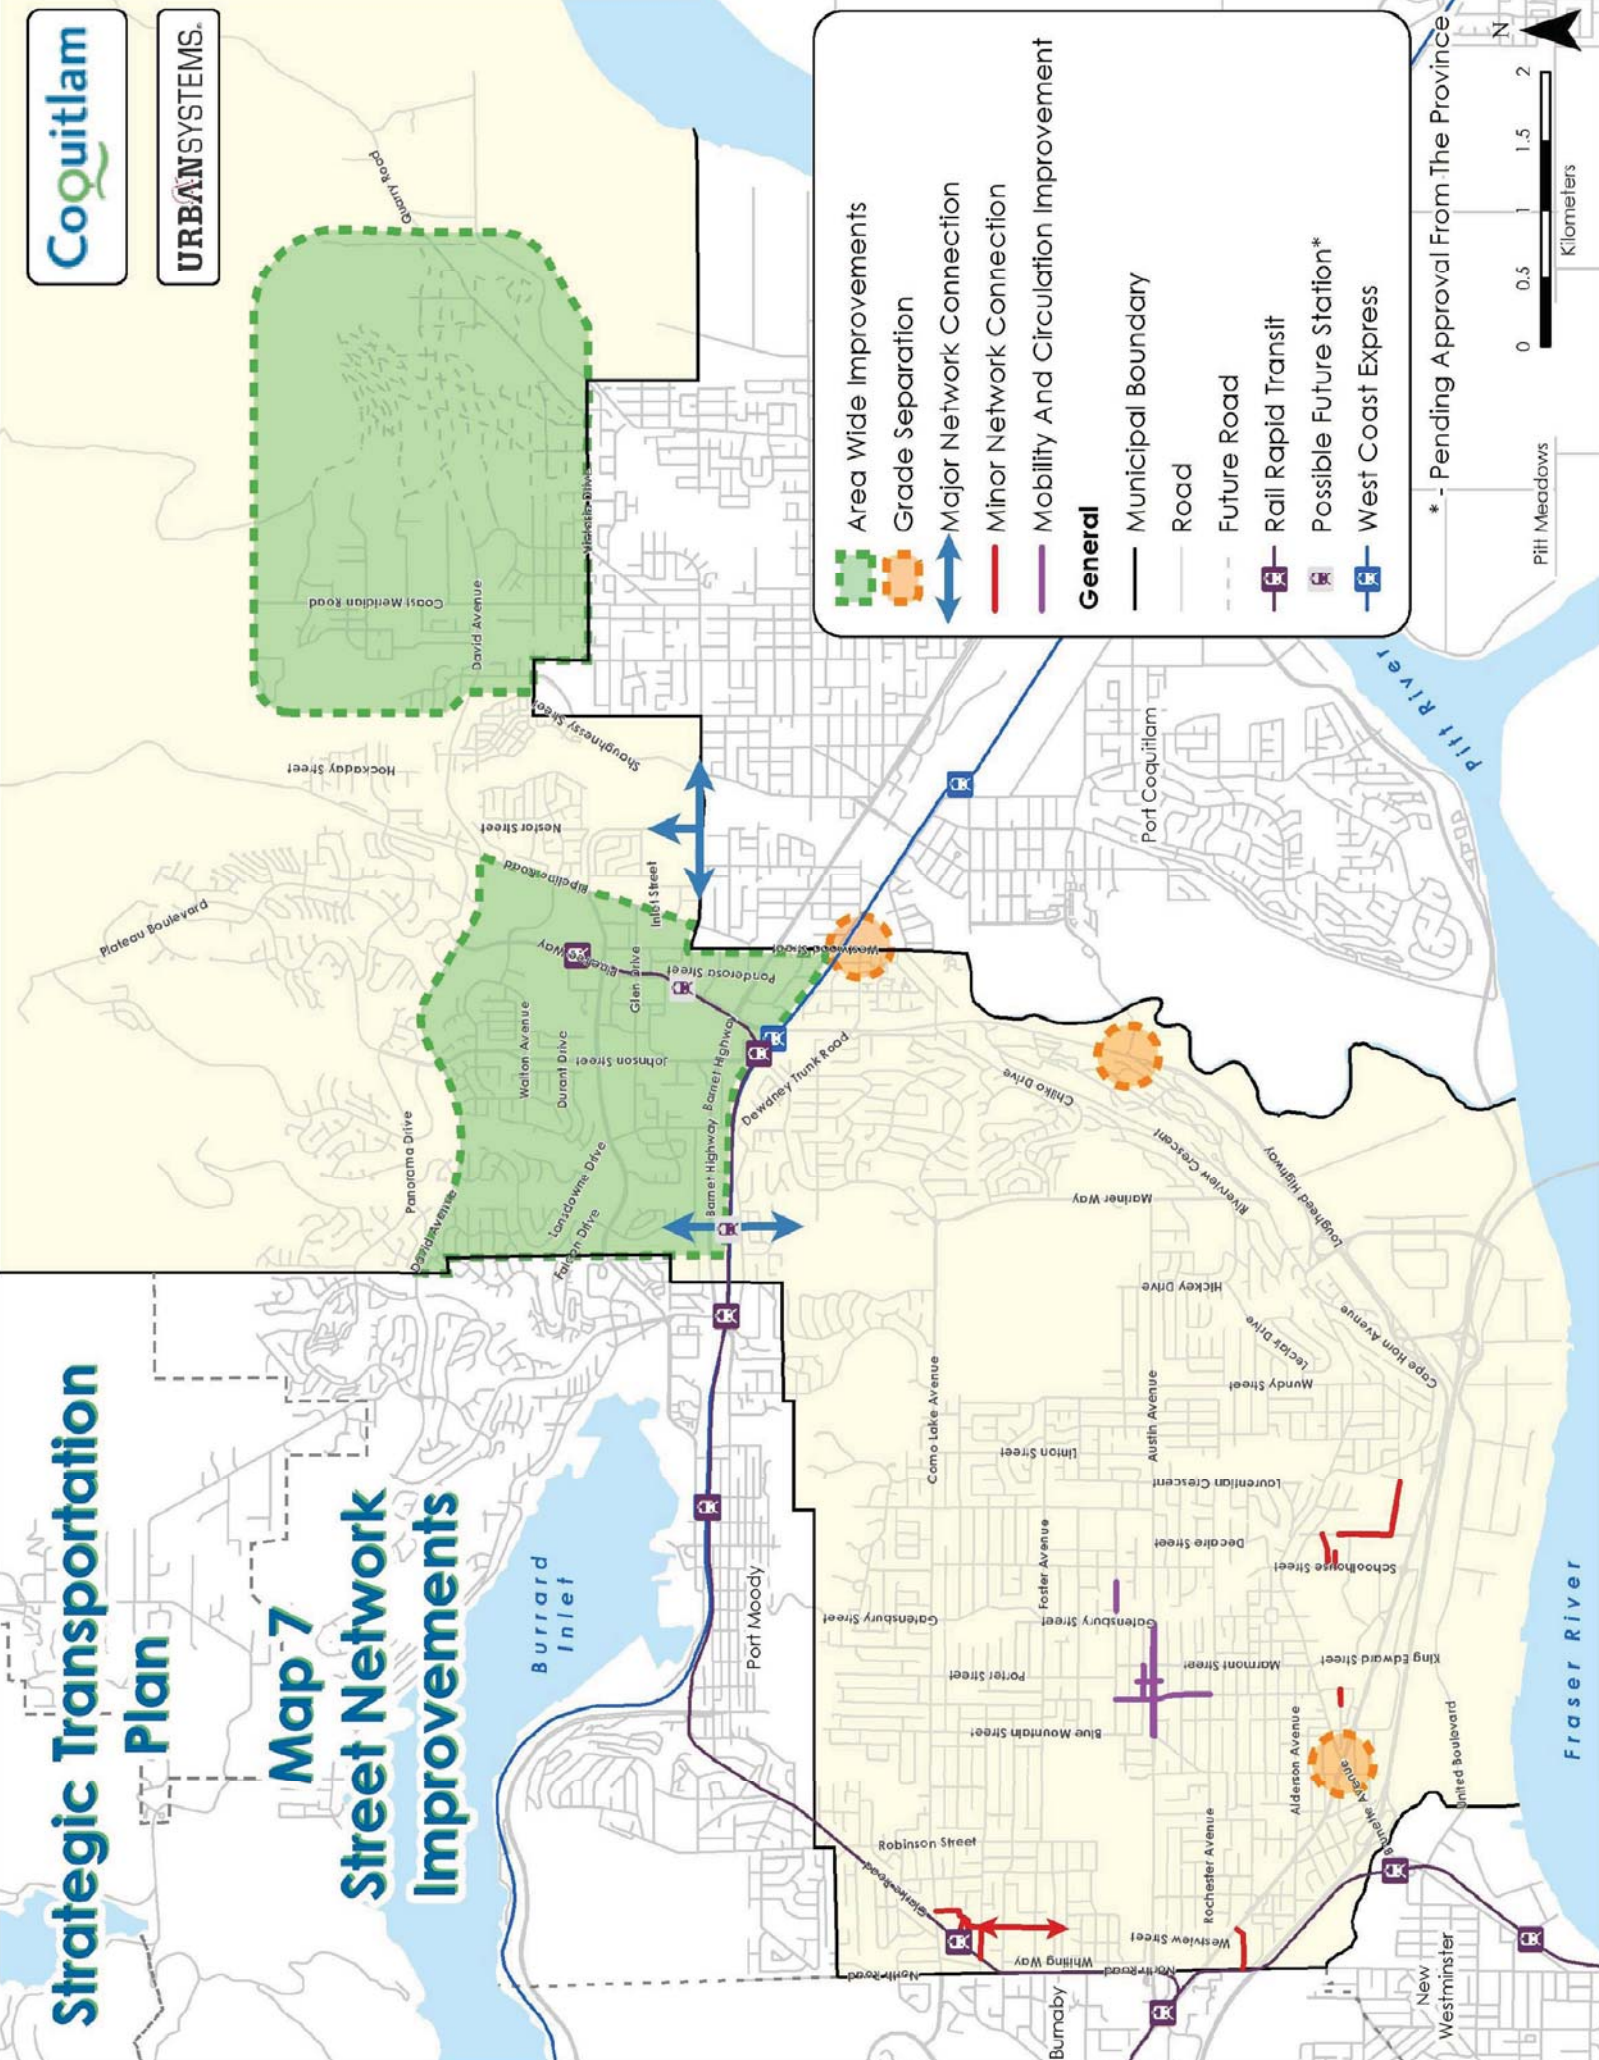 Strategic Transportation
Plan
Map 7
Street Network
Improvements
Coquitlam
URBANSYSTEMS.
Quarry Road
Coast Meridian Road
David Avenue
Victoria Drive
Hockaday Street
Shaughnessy Street
Nestor Street
Plateau Boulevard
Pipeline Road
Inlet Street
Panorama Drive
David Avenue
Walton Avenue
Durant Drive
Glen Drive
Johnson Street
Ponderosa Street
Westwood Street
Lansdowne Drive
Falcon Drive
Barnet Highway
Barnet Highway
Dewdney Trunk Road
Burrard
Inlet
Port Moody
Port Coquitlam
Pitt River
Pitt Meadows
Chilko Drive
Riverview Crescent
Mariner Way
Lougheed Highway
Hickey Drive
Leclair Drive
Cape Horn Avenue
Mundy Street
Como Lake Avenue
Linton Street
Austin Avenue
Laurentian Crescent
Decaire Street
Schoolhouse Street
Foster Avenue
Gatensbury Street
Gatensbury Street
Porter Street
Marmont Street
King Edward Street
Blue Mountain Street
Alderson Avenue
Brunette Avenue
United Boulevard
Robinson Street
Clarke Road
Rochester Avenue
Westview Street
Whiting Way
North Road
North Road
Burnaby
New
Westminster
Fraser River
Area Wide Improvements
Grade Separation
Major Network Connection
Minor Network Connection
Mobility And Circulation Improvement
General
Municipal Boundary
Road
Future Road
Rail Rapid Transit
Possible Future Station*
West Coast Express
* - Pending Approval From The Province
N
0 0.5 1 1.5 2
Kilometers